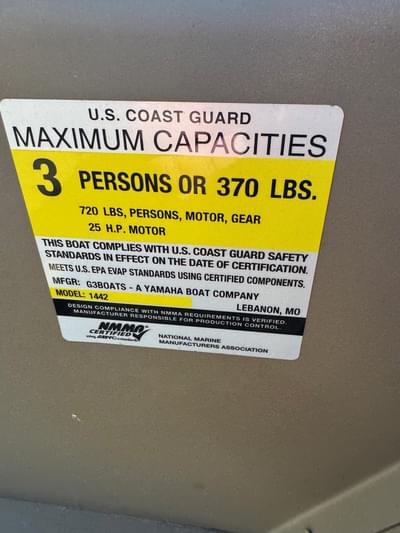 U.S. COAST GUARD
MAXIMUM CAPACITIES
3 PERSONS OR 370 LBS.
720 LBS, PERSONS, MOTOR, GEAR
25 H.P. MOTOR
THIS BOAT COMPLIES WITH U.S. COAST GUARD SAFETY
STANDARDS IN EFFECT ON THE DATE OF CERTIFICATION.
MEETS U.S. EPA EVAP STANDARDS USING CERTIFIED COMPONENTS.
MFGR: G3BOATS - A YAMAHA BOAT COMPANY
LEBANON, MO
MODEL: 1442
DESIGN COMPLIANCE WITH NMMA REQUIREMENTS IS VERIFIED.
MANUFACTURER RESPONSIBLE FOR PRODUCTION CONTROL.
NMMA
CERTIFIED
using ABYC
NATIONAL MARINE
MANUFACTURERS ASSOCIATION